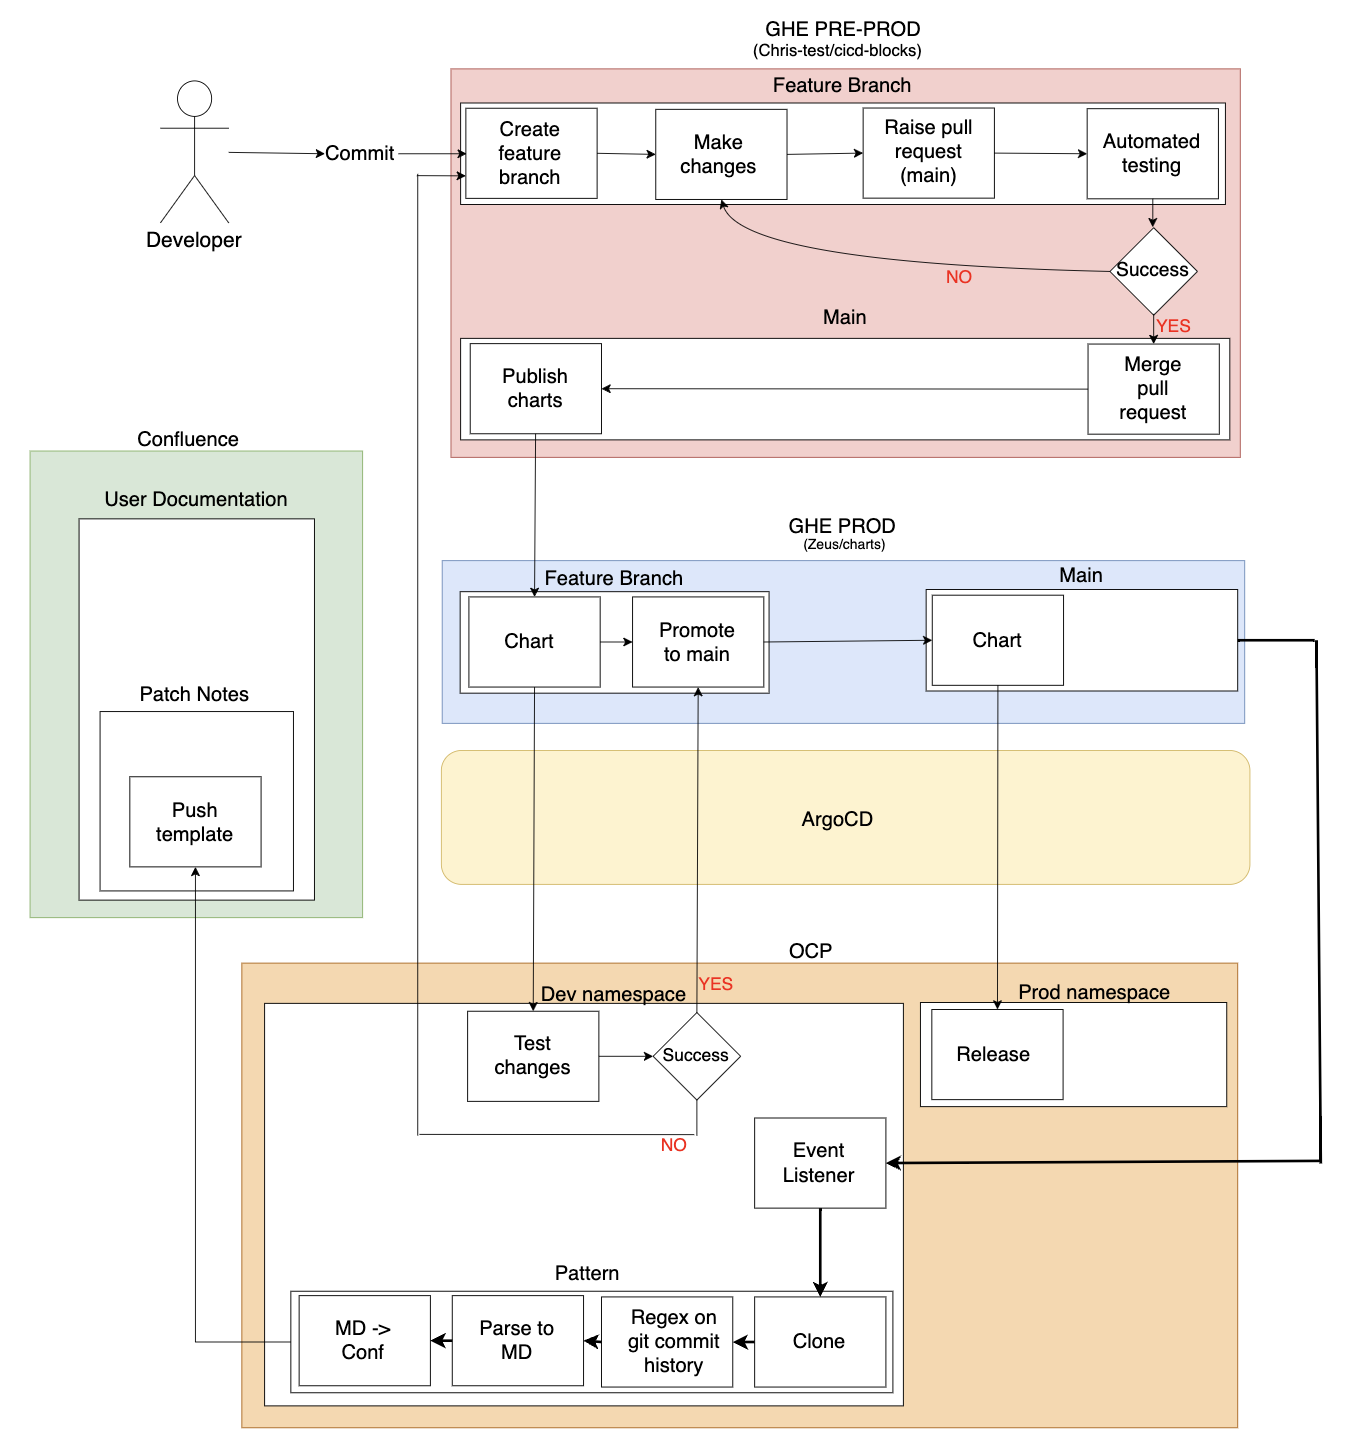 GHE PRE-PROD
(Chris-test/cicd-blocks)
Feature Branch
Create
feature
branch
Make
changes
Raise pull
request
(main)
Automated
testing
Commit
Developer
Success
NO
YES
Main
Publish
charts
Merge
pull
request
Confluence
User Documentation
Patch Notes
Push
template
GHE PROD
(Zeus/charts)
Feature Branch
Main
Chart
Promote
to main
Chart
ArgoCD
OCP
YES
Dev namespace
Prod namespace
Test
changes
Success
Release
NO
Event
Listener
Pattern
MD ->
Conf
Parse to
MD
Regex on
git commit
history
Clone